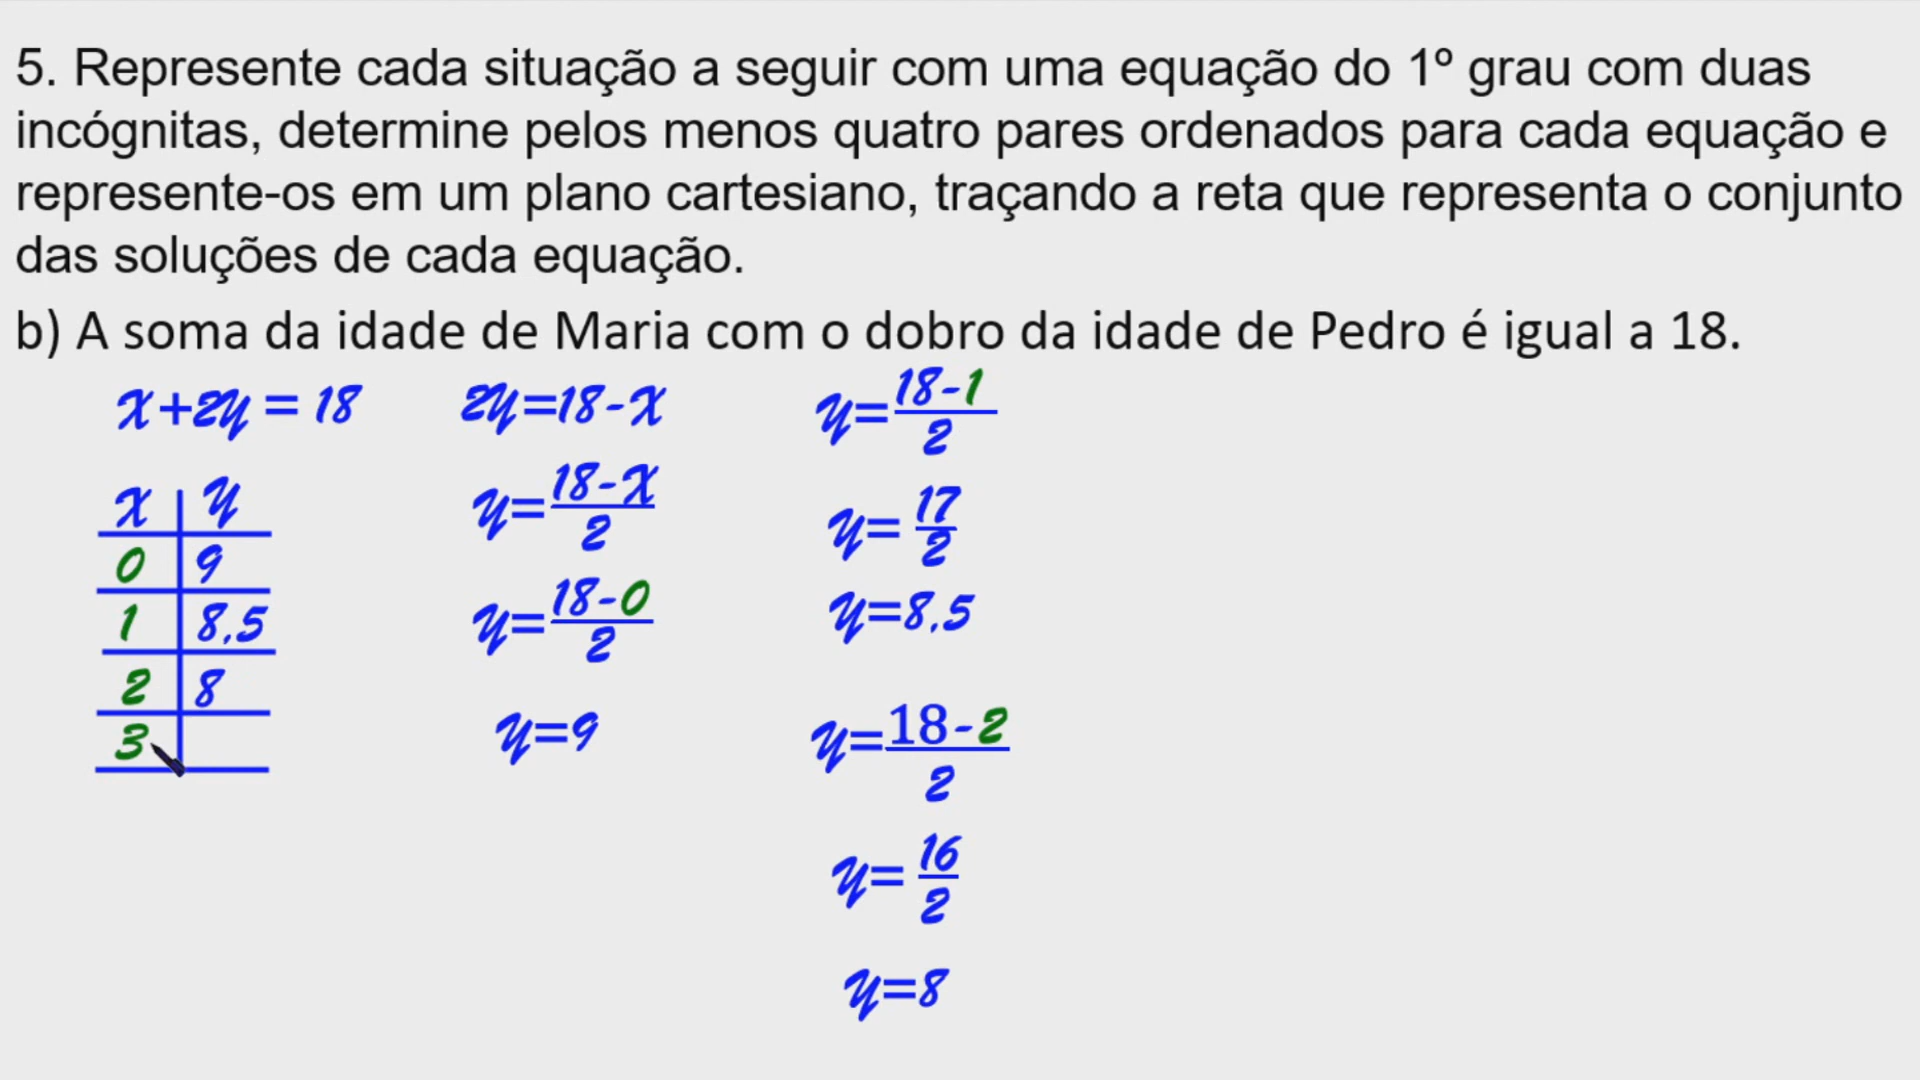 5. Represente cada situação a seguir com uma equação do 1º grau com duas
incógnitas, determine pelos menos quatro pares ordenados para cada equação e
represente-os em um plano cartesiano, traçando a reta que representa o conjunto
das soluções de cada equação.
b) A soma da idade de Maria com o dobro da idade de Pedro é igual a 18.
x+2y = 18
x y
0 9
1 8,5
2 8
3
2y=18-x
y=18-x/2
y=18-0/2
y=9
y=18-1/2
y=17/2
y=8,5
y=18-2/2
y=16/2
y=8